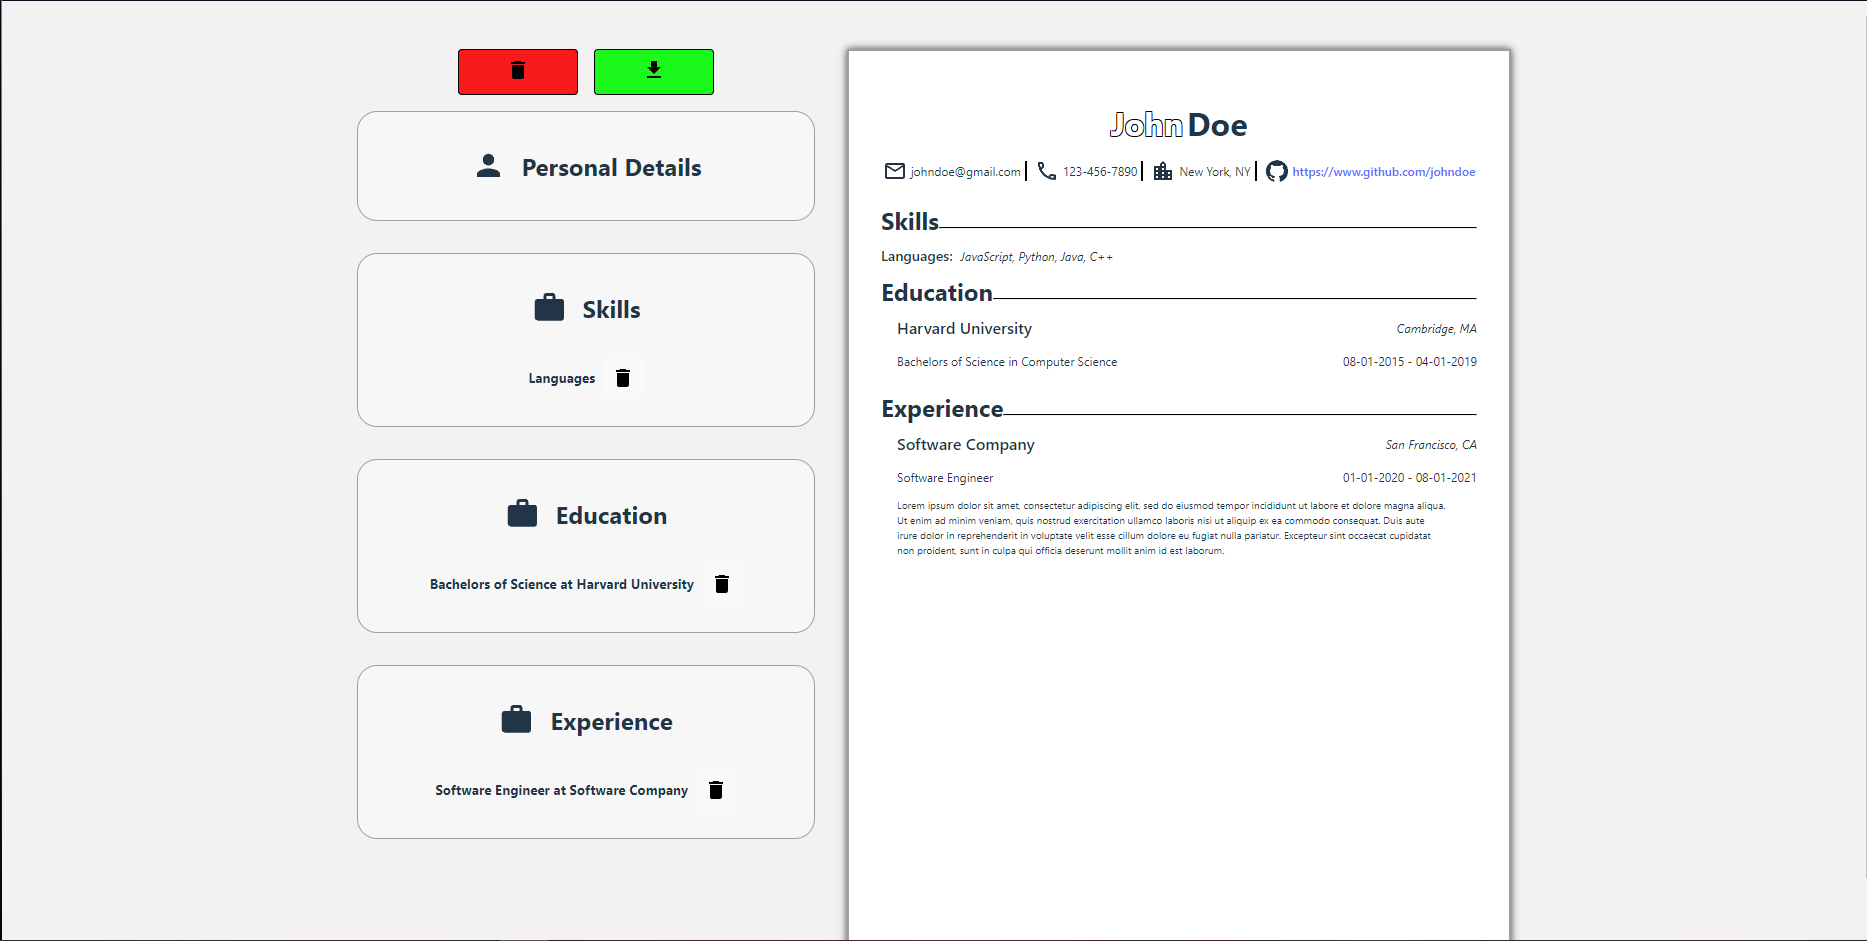 Personal Details
Skills
Languages
Education
Bachelors of Science at Harvard University
Experience
Software Engineer at Software Company
John Doe
johndoe@gmail.com 123-456-7890 New York, NY https://www.github.com/johndoe
Skills
Languages: JavaScript, Python, Java, C++
Education
Harvard University Cambridge, MA
Bachelors of Science in Computer Science 08-01-2015 - 04-01-2019
Experience
Software Company San Francisco, CA
Software Engineer 01-01-2020 - 08-01-2021
Lorem ipsum dolor sit amet, consectetur adipiscing elit, sed do eiusmod tempor incididunt ut labore et dolore magna aliqua.
Ut enim ad minim veniam, quis nostrud exercitation ullamco laboris nisi ut aliquip ex ea commodo consequat. Duis aute
irure dolor in reprehenderit in voluptate velit esse cillum dolore eu fugiat nulla pariatur. Excepteur sint occaecat cupidatat
non proident, sunt in culpa qui officia deserunt mollit anim id est laborum.